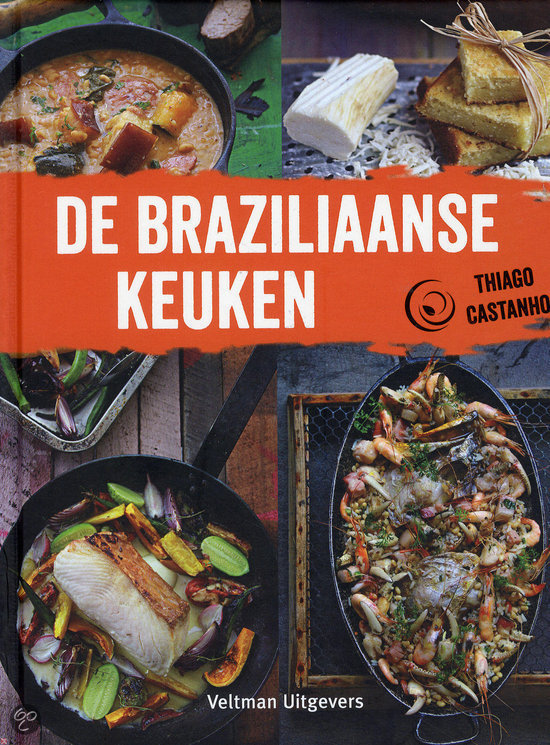 DE BRAZILIAANSE
KEUKEN
THIAGO
CASTANHO
Veltman Uitgevers